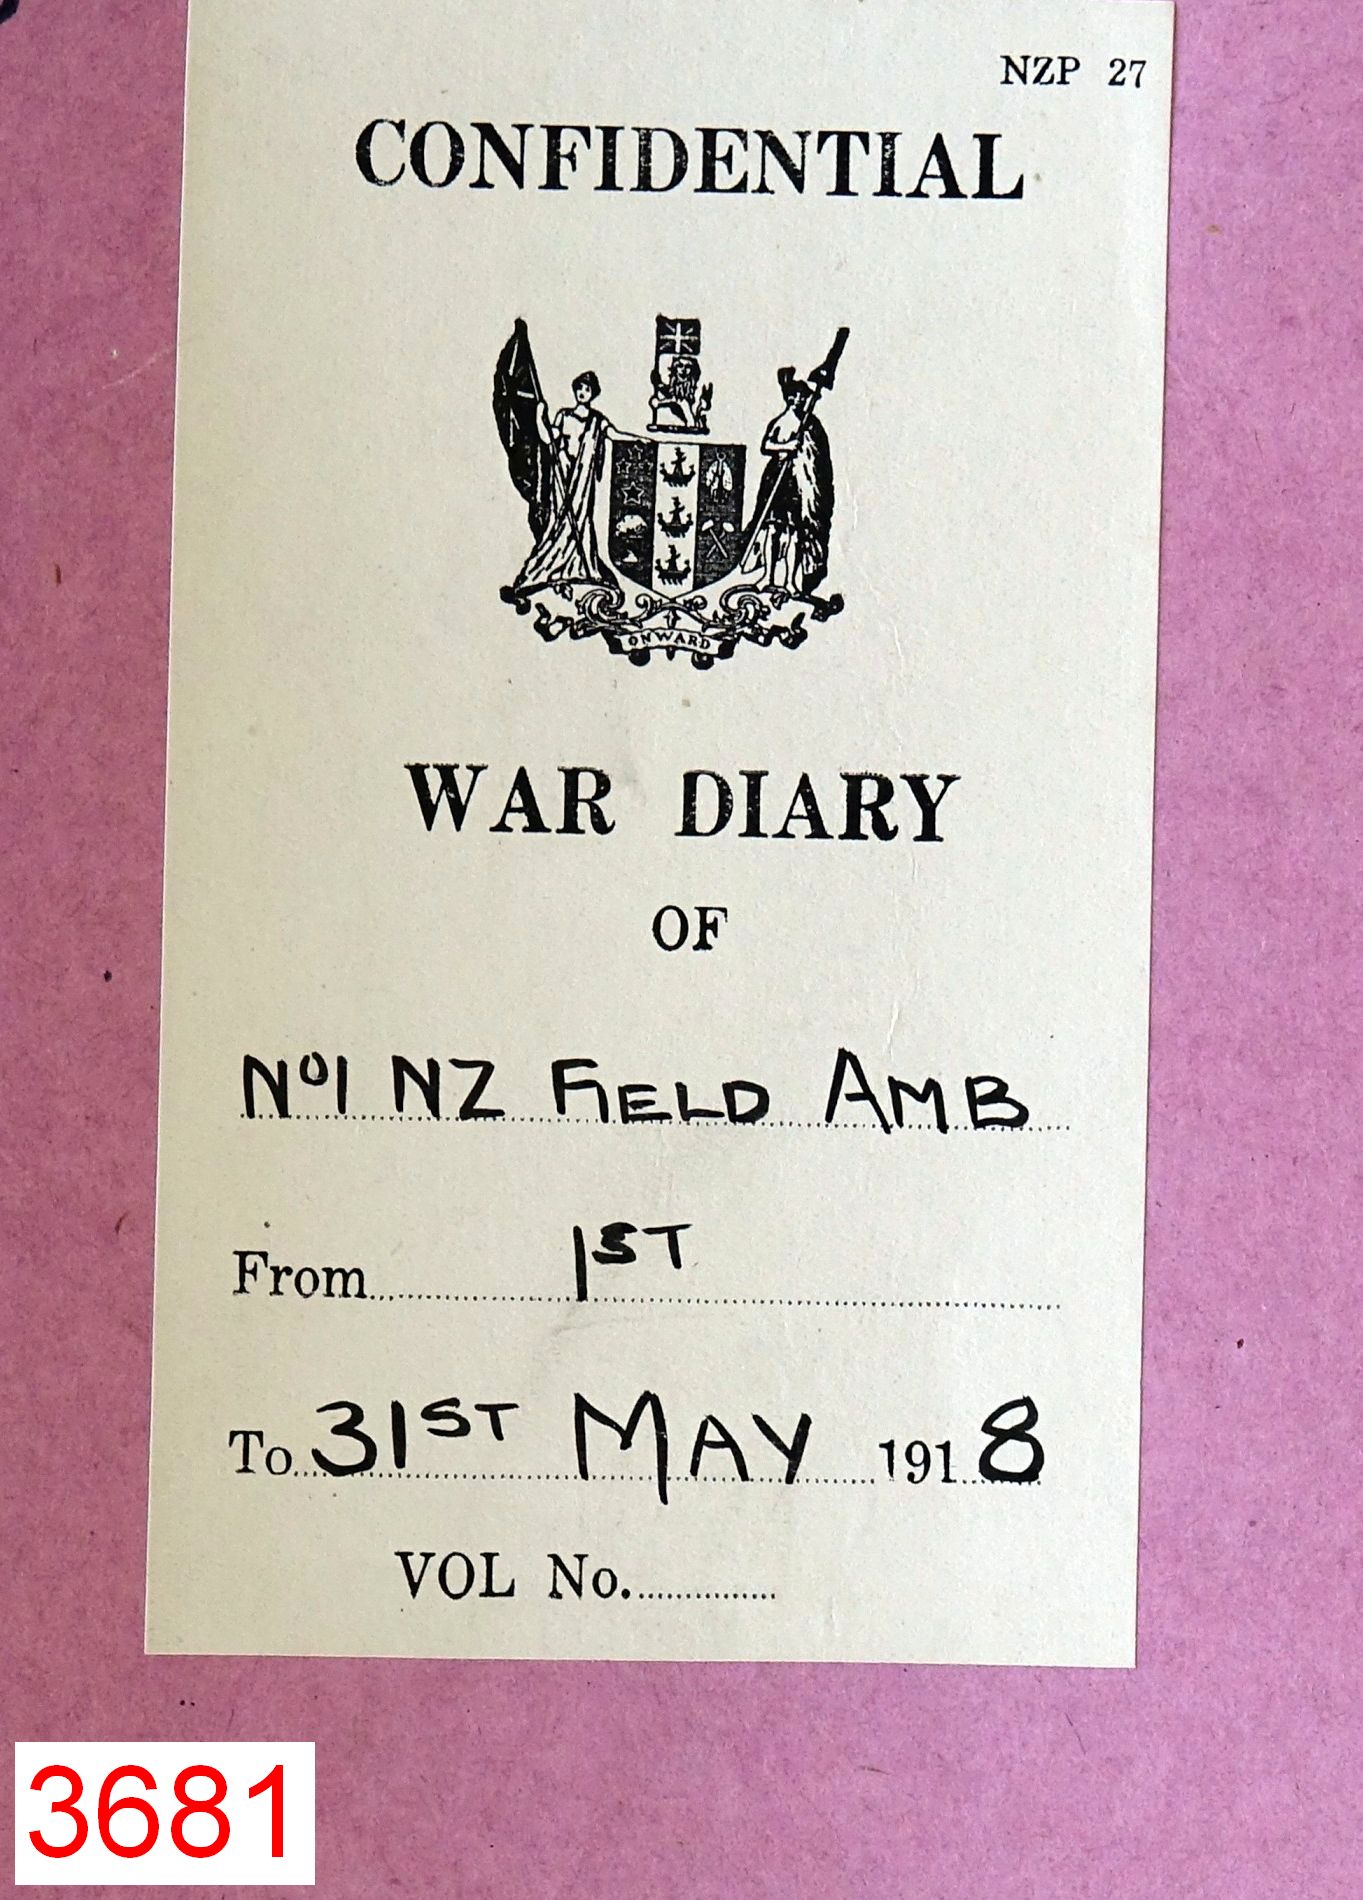 NZP 27
CONFIDENTIAL
ONWARD
WAR DIARY
OF
No1 NZ FIELD AMB
From 1ST
To 31ST MAY 1918
VOL No.
3681